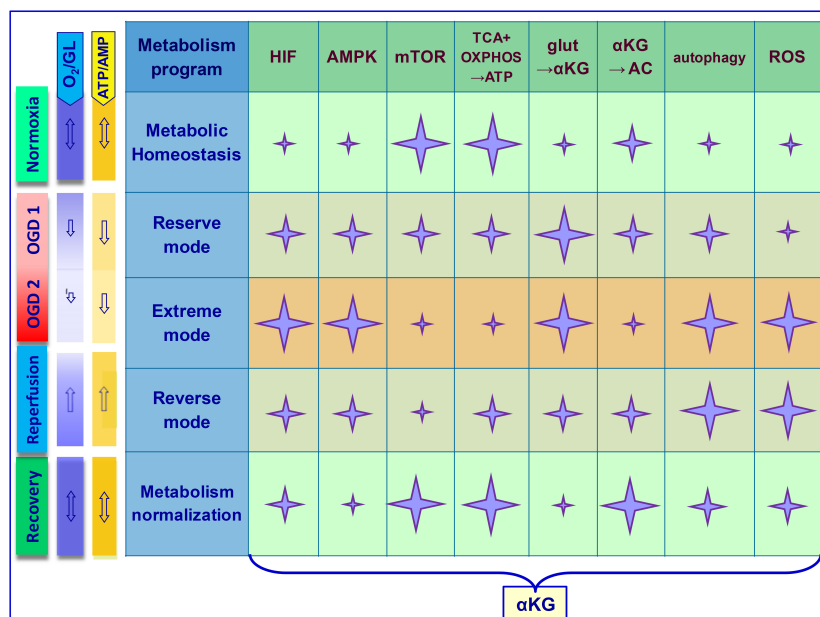 O₂/GL
ATP/AMP
Metabolism
program
HIF
AMPK
mTOR
TCA+
OXPHOS
→ATP
glut
→αKG
αKG
→AC
autophagy
ROS
Normoxia
Metabolic
Homeostasis
OGD 1
Reserve
mode
OGD 2
Extreme
mode
Reperfusion
Reverse
mode
Recovery
Metabolism
normalization
αKG